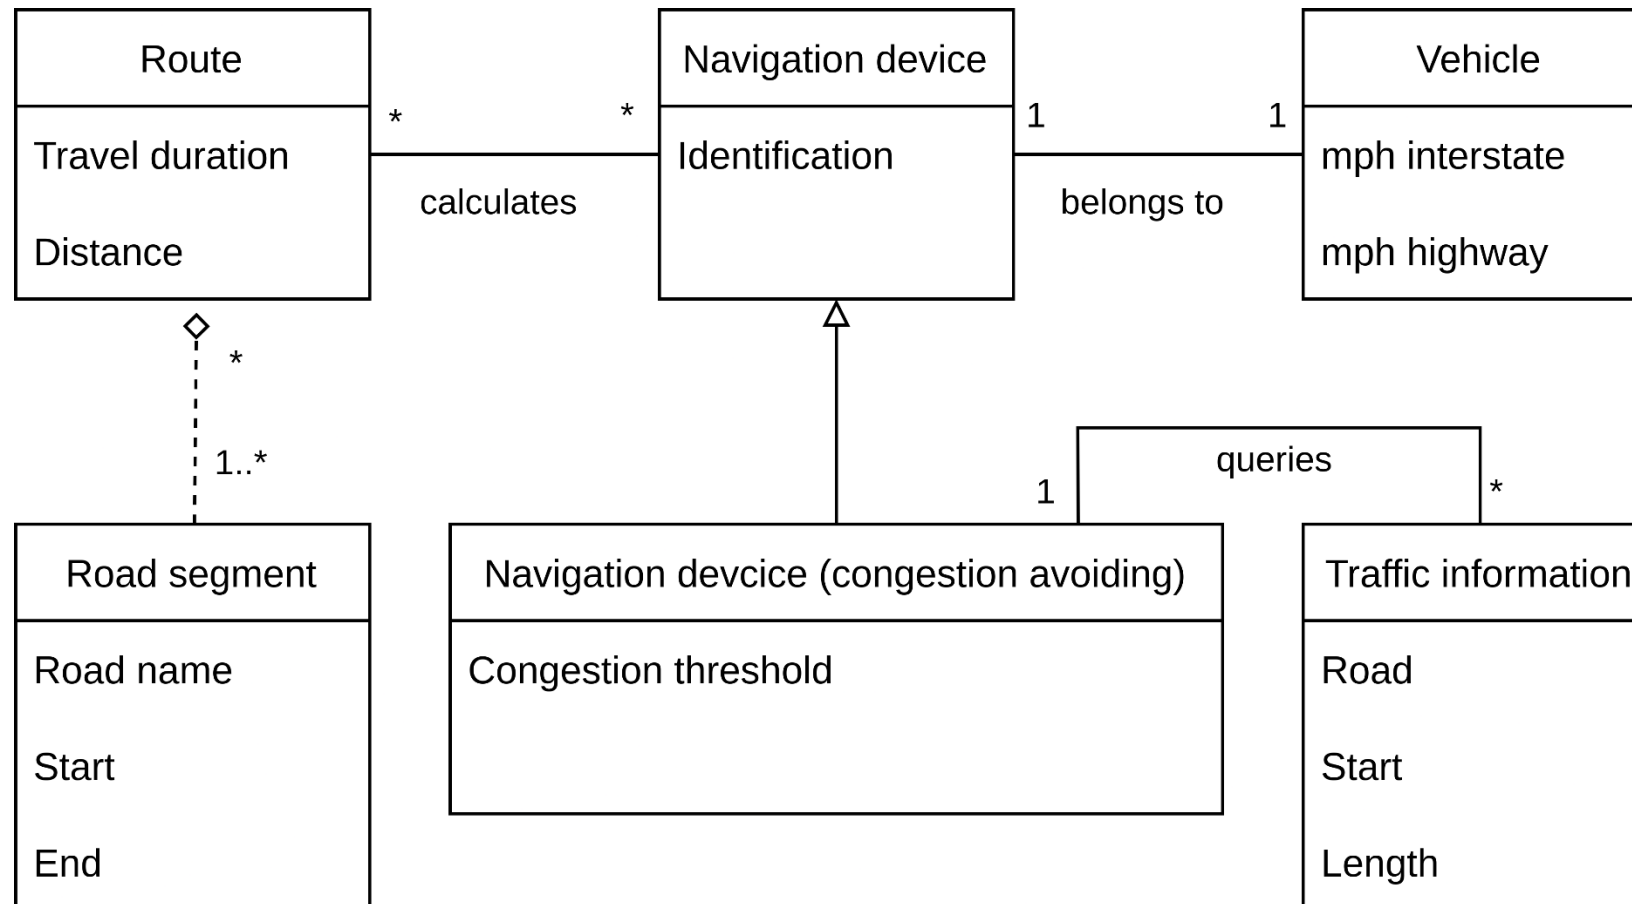 Route
Travel duration
Distance
*
*
calculates
Navigation device
Identification
1
1
belongs to
Vehicle
mph interstate
mph highway
*
1..*
Road segment
Road name
Start
End
Navigation devcice (congestion avoiding)
Congestion threshold
1
queries
*
Traffic information
Road
Start
Length